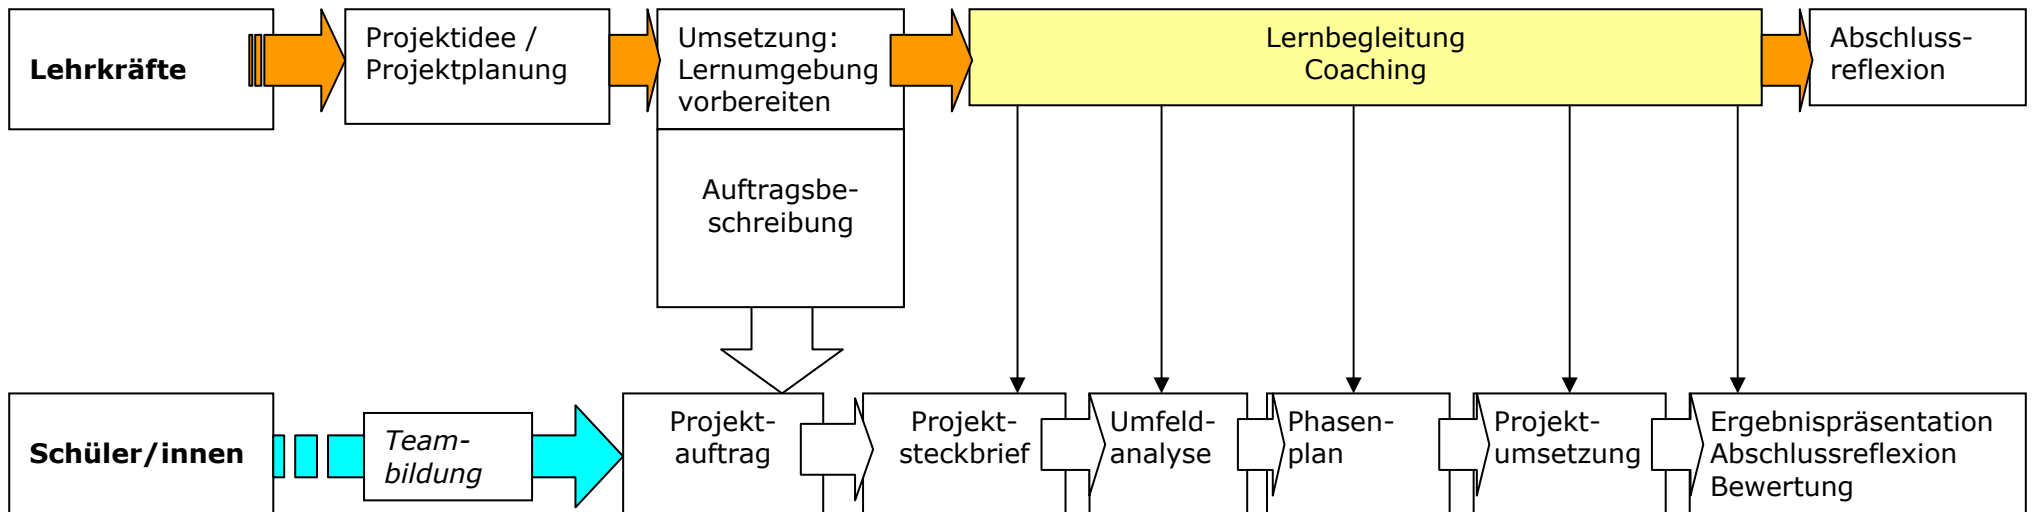 Lehrkräfte
Projektidee /
Projektplanung
Umsetzung:
Lernumgebung
vorbereiten
Lernbegleitung
Coaching
Abschluss-
reflexion
Auftragsbe-
schreibung
Schüler/innen
Team-
bildung
Projekt-
auftrag
Projekt-
steckbrief
Umfeld-
analyse
Phasen-
plan
Projekt-
umsetzung
Ergebnispräsentation
Abschlussreflexion
Bewertung